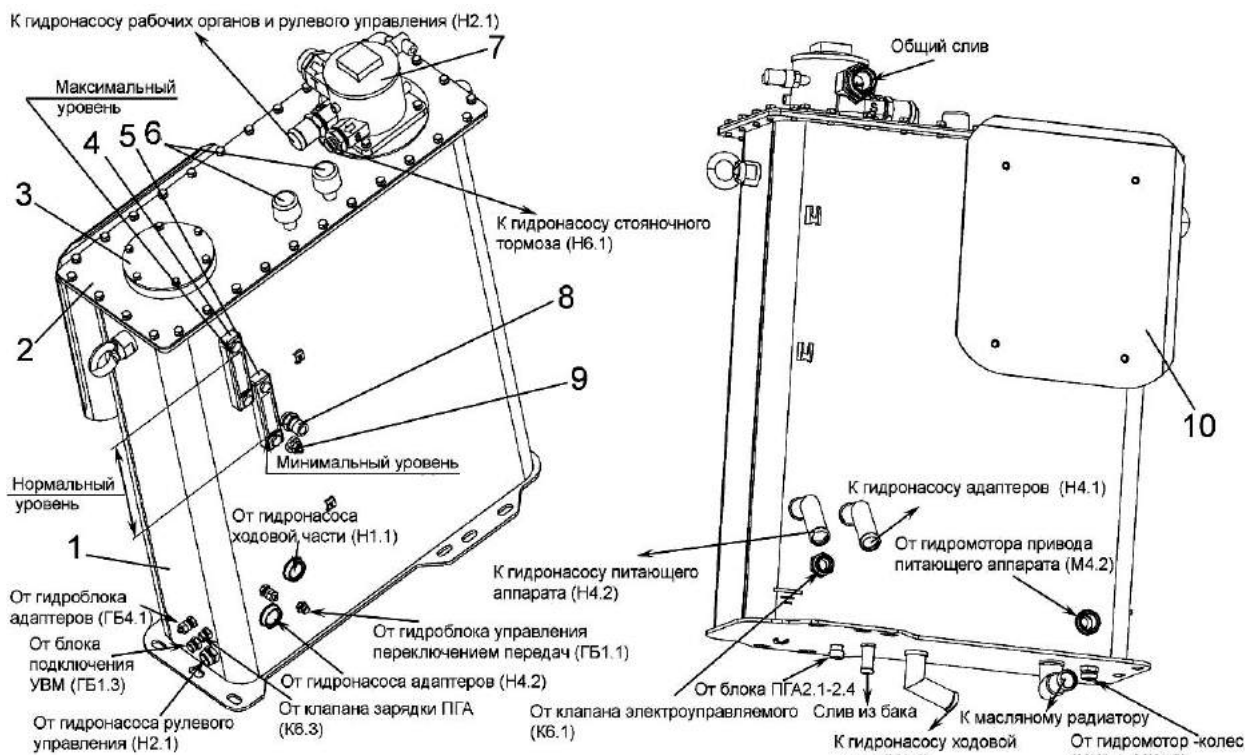 К гидронасосу рабочих органов и рулевого управления (Н2.1)
7
Общий слив
Максимальный
уровень
4
5
6
3
К гидронасосу стояночного
тормоза (Н6.1)
2
8
9
10
Минимальный уровень
Нормальный
уровень
От гидронасоса
ходовой части (Н1.1)
1
К гидронасосу адаптеров (Н4.1)
От гидромотора привода
питающего аппарата (М4.2)
К гидронасосу питающего
аппарата (Н4.2)
От гидроблока
адаптеров (ГБ4.1)
От гидроблока управления
переключением передач (ГБ1.1)
От блока
подключения
УВМ (ГБ1.3)
От гидронасоса адаптеров (Н4.2)
От клапана зарядки ПГА
(К6.3)
От гидронасоса рулевого
управления (Н2.1)
От блока ПГА2.1-2.4
От клапана электроуправляемого
(К6.1)
Слив из бака
К масляному радиатору
К гидронасосу ходовой
От гидромотор -колес